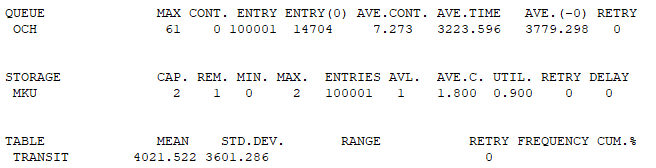 QUEUE MAX CONT. ENTRY ENTRY(0) AVE.CONT. AVE.TIME AVE.(-0) RETRY
OCH 61 0 100001 14704 7.273 3223.596 3779.298 0
STORAGE CAP. REM. MIN. MAX. ENTRIES AVL. AVE.C. UTIL. RETRY DELAY
MKU 2 1 0 2 100001 1 1.800 0.900 0 0
TABLE MEAN STD.DEV. RANGE RETRY FREQUENCY CUM.%
TRANSIT 4021.522 3601.286 0